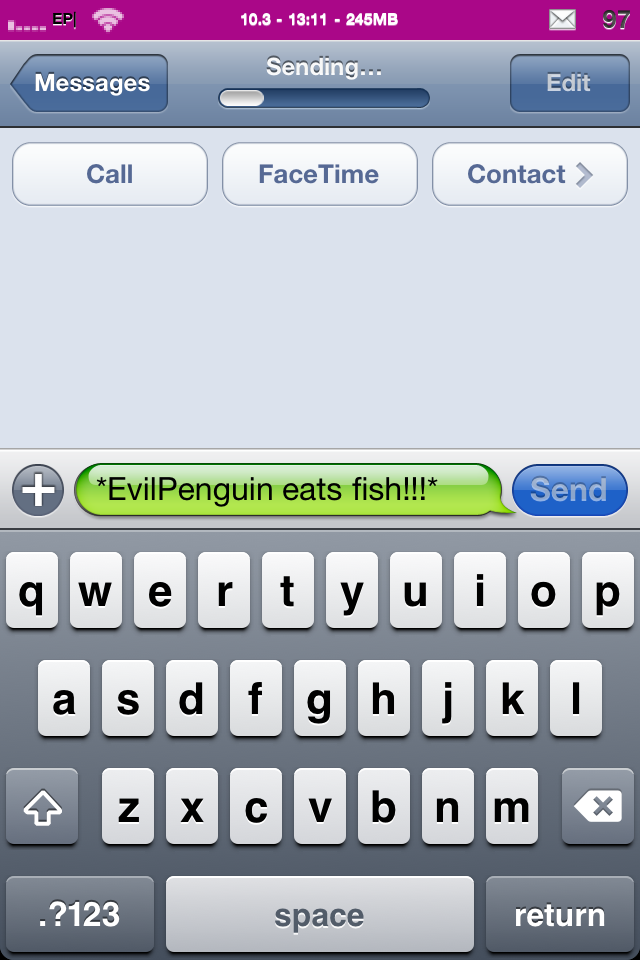 EP| 10.3 - 13:11 - 245MB 97
Messages Sending... Edit
Call FaceTime Contact
*EvilPenguin eats fish!!!* Send
q w e r t y u i o p
a s d f g h j k l
z x c v b n m
.?123 space return